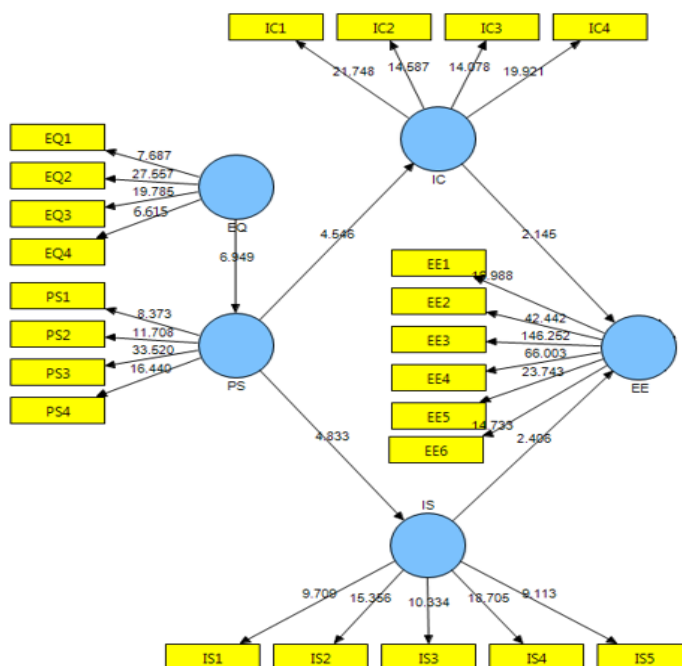 IC1 IC2 IC3 IC4
21.748 14.587 14.078 19.921
IC
EQ1
EQ2
EQ3
EQ4
7.687
27.557
19.785
6.615
EQ
6.949
4.546
2.145
PS1
PS2
PS3
PS4
8.373
11.708
33.520
16.440
PS
EE1
EE2
EE3
EE4
EE5
EE6
42.442
146.252
66.003
23.743
14.733
EE
4.833
2.406
IS
9.709 15.356 10.334 18.705 9.113
IS1 IS2 IS3 IS4 IS5